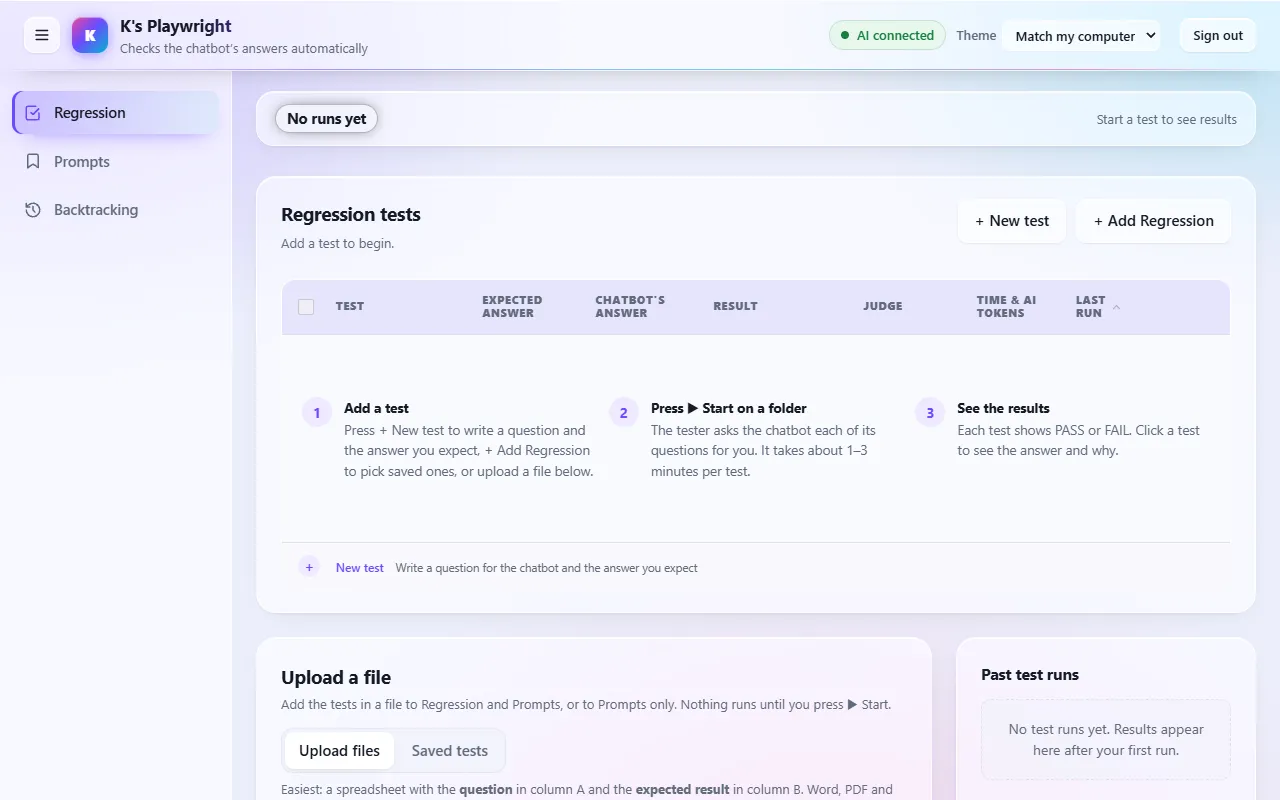 K
K's Playwright
Checks the chatbot's answers automatically
AI connected
Theme
Match my computer
Sign out
Regression
Prompts
Backtracking
No runs yet
Start a test to see results
Regression tests
Add a test to begin.
+ New test
+ Add Regression
TEST
EXPECTED
ANSWER
CHATBOT'S
ANSWER
RESULT
JUDGE
TIME & AI
TOKENS
LAST
RUN
1
Add a test
Press + New test to write a question and
the answer you expect, + Add Regression
to pick saved ones, or upload a file below.
2
Press ▶ Start on a folder
The tester asks the chatbot each of its
questions for you. It takes about 1–3
minutes per test.
3
See the results
Each test shows PASS or FAIL. Click a test
to see the answer and why.
+ New test Write a question for the chatbot and the answer you expect
Upload a file
Add the tests in a file to Regression and Prompts, or to Prompts only. Nothing runs until you press ▶ Start.
Upload files
Saved tests
Easiest: a spreadsheet with the question in column A and the expected result in column B. Word, PDF and
Past test runs
No test runs yet. Results appear
here after your first run.